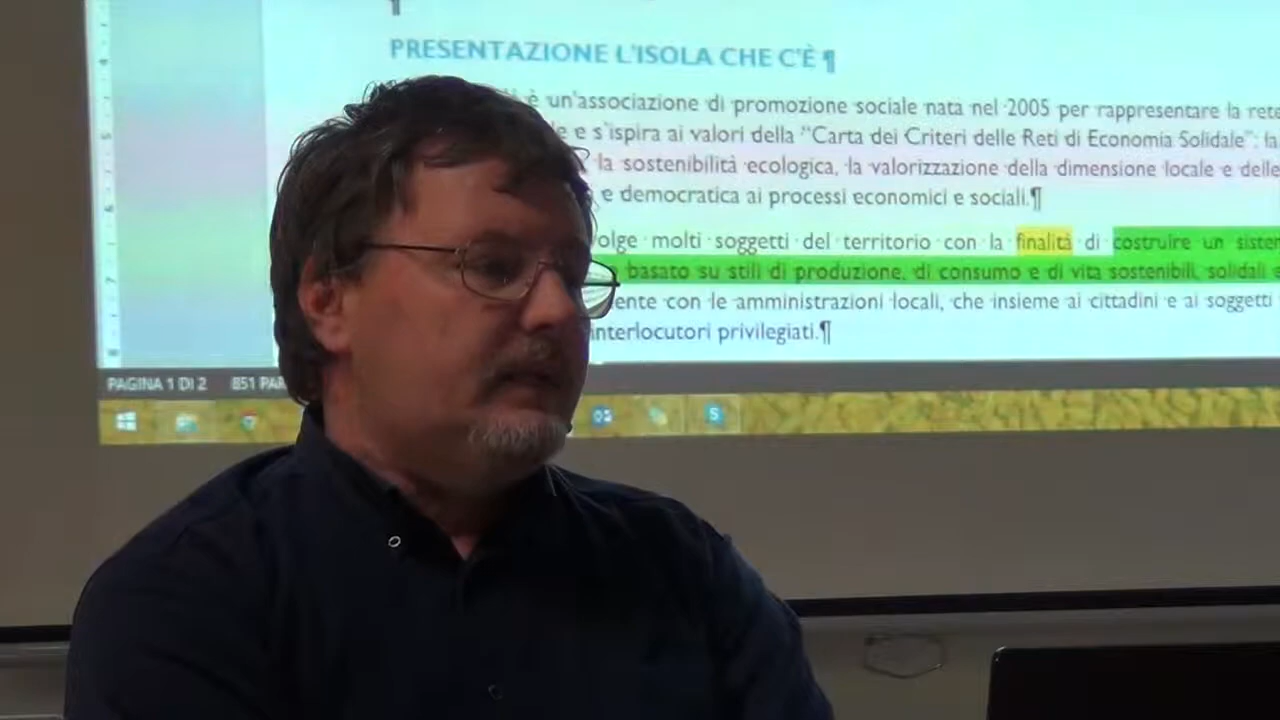 ¶
PRESENTAZIONE L'ISOLA CHE C'È ¶
è un'associazione di promozione sociale nata nel 2005 per rappresentare la rete
e s'ispira ai valori della "Carta dei Criteri delle Reti di Economia Solidale": la
la sostenibilità ecologica, la valorizzazione della dimensione locale e delle
e democratica ai processi economici e sociali.¶
olge molti soggetti del territorio con la finalità di costruire un sistem
basato su stili di produzione, di consumo e di vita sostenibili, solidali e
ente con le amministrazioni locali, che insieme ai cittadini e ai soggetti
interlocutori privilegiati.¶
PAGINA 1 DI 2 851 PAR
S